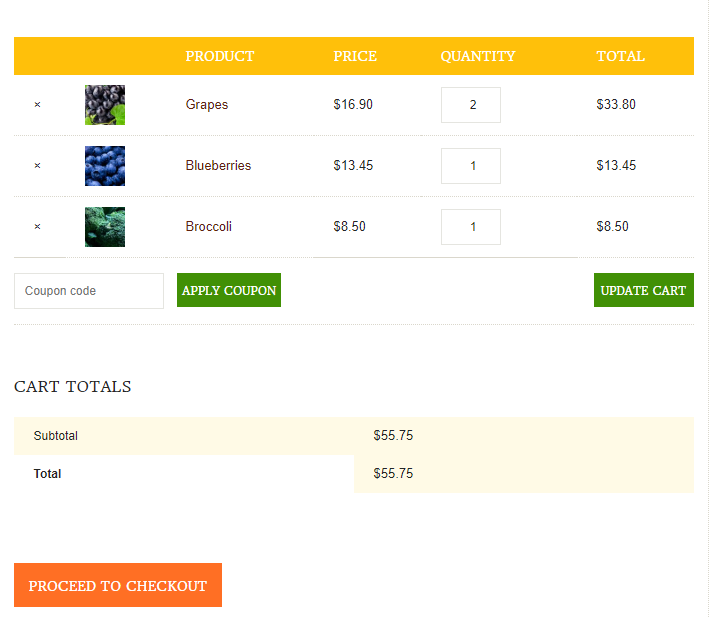 PRODUCT PRICE QUANTITY TOTAL
× Grapes $16.90 2 $33.80
× Blueberries $13.45 1 $13.45
× Broccoli $8.50 1 $8.50
Coupon code APPLY COUPON UPDATE CART
CART TOTALS
Subtotal $55.75
Total $55.75
PROCEED TO CHECKOUT